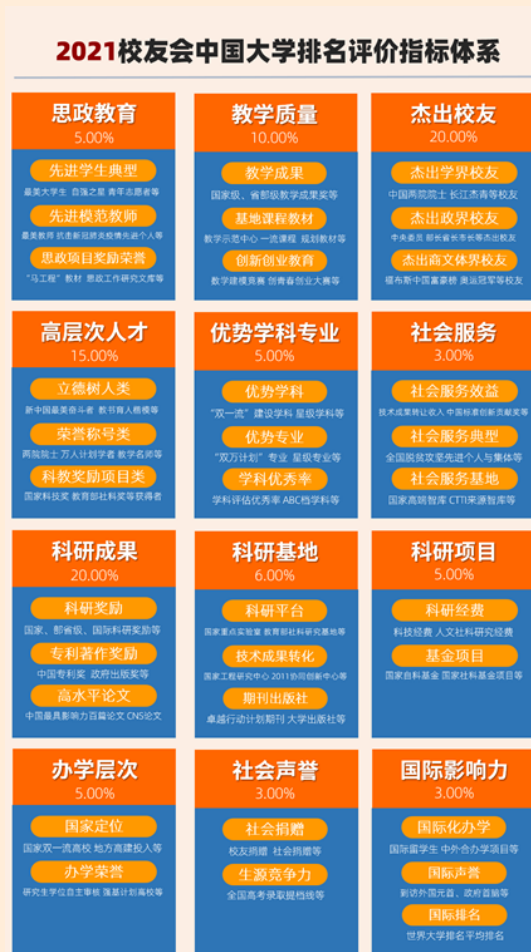 2021校友会中国大学排名评价指标体系
思政教育
5.00%
先进学生典型
最美大学生 自强之星 青年志愿者等
先进模范教师
最美教师 抗击新冠肺炎疫情先进个人等
思政项目奖励荣誉
“马工程”教材 思政工作研究文库等
教学质量
10.00%
教学成果
国家级、省部级教学成果奖等
基地课程教材
教学示范中心 一流课程 规划教材等
创新创业教育
数学建模竞赛 创青春创业大赛等
杰出校友
20.00%
杰出学界校友
中国两院院士 长江杰青等校友
杰出政界校友
中央委员 部长省长市长等杰出校友
杰出商文体界校友
福布斯中国富豪榜 奥运冠军等校友
高层次人才
15.00%
立德树人类
新中国最美奋斗者 教书育人楷模等
荣誉称号类
两院院士 万人计划学者 教学名师等
科教奖励项目类
国家科技奖 教育部社科奖等获得者
优势学科专业
5.00%
优势学科
“双一流”建设学科 星级学科等
优势专业
“双万计划”专业 星级专业等
学科优秀率
学科评估优秀率 ABC档学科等
社会服务
3.00%
社会服务效益
技术成果转让收入 中国标准创新贡献奖等
社会服务典型
全国脱贫攻坚先进个人与集体等
社会服务基地
国家高端智库 CTTI来源智库等
科研成果
20.00%
科研奖励
国家、部省级、国际科研奖励等
专利著作奖励
中国专利奖 政府出版奖等
高水平论文
中国最具影响力百篇论文 CNS论文
科研基地
6.00%
科研平台
国家重点实验室 教育部社科研究基地等
技术成果转化
国家工程研究中心 2011协同创新中心等
期刊出版社
卓越行动计划期刊 大学出版社等
科研项目
5.00%
科研经费
科技经费 人文社科研究经费
基金项目
国家自科基金 国家社科基金项目等
办学层次
5.00%
国家定位
国家双一流高校 地方高建投入等
办学荣誉
研究生学位自主审核 强基计划高校等
社会声誉
3.00%
社会捐赠
校友捐赠 社会捐赠等
生源竞争力
全国高考录取提档线等
国际影响力
3.00%
国际化办学
国际留学生 中外合办学项目等
国际声誉
到访外国元首、政府首脑等
国际排名
世界大学排名平均排名